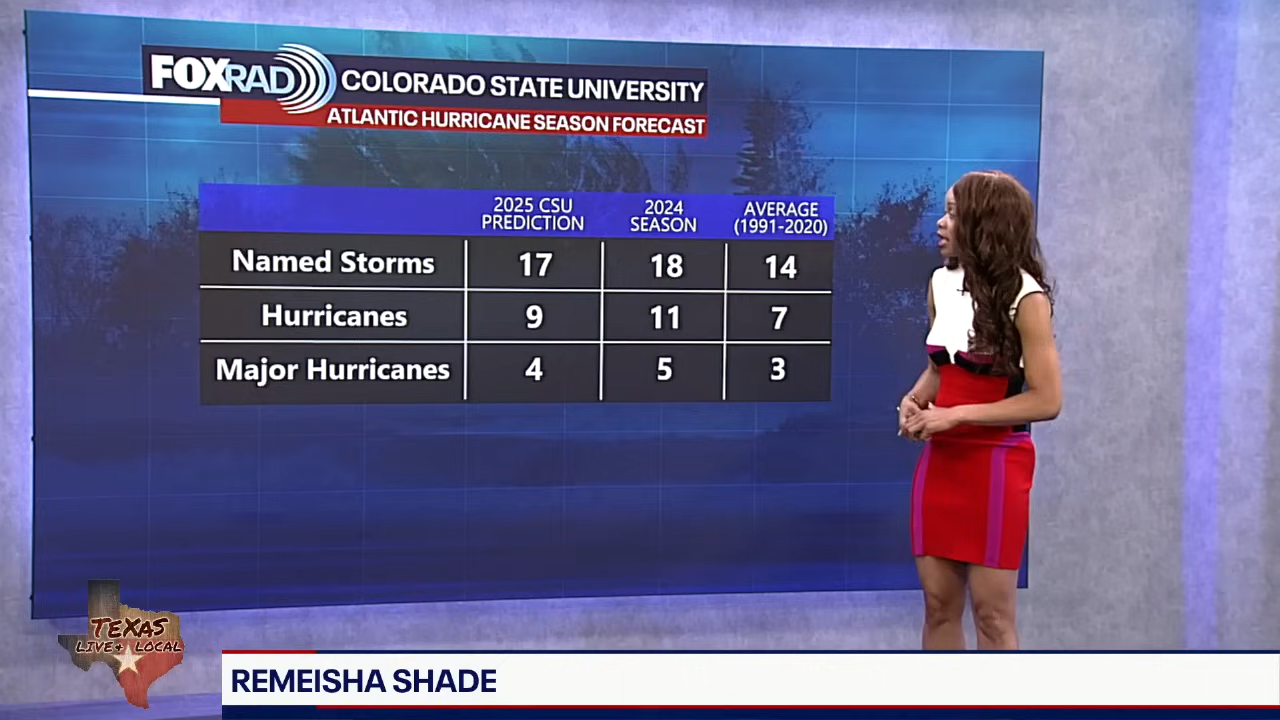 FOXRAD COLORADO STATE UNIVERSITY
ATLANTIC HURRICANE SEASON FORECAST
2025 CSU PREDICTION 2024 SEASON AVERAGE (1991-2020)
Named Storms 17 18 14
Hurricanes 9 11 7
Major Hurricanes 4 5 3
TEXAS
LIVE & LOCAL
REMEISHA SHADE